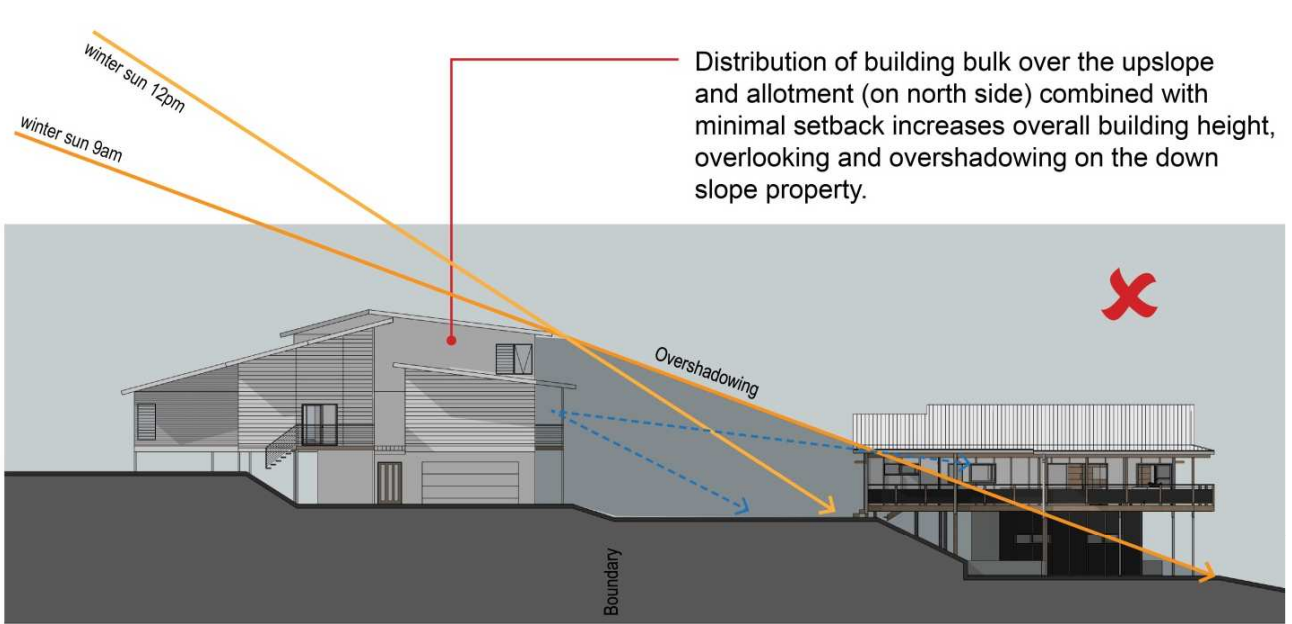 winter sun 12pm
winter sun 9am
Distribution of building bulk over the upslope
and allotment (on north side) combined with
minimal setback increases overall building height,
overlooking and overshadowing on the down
slope property.
Overshadowing
Boundary